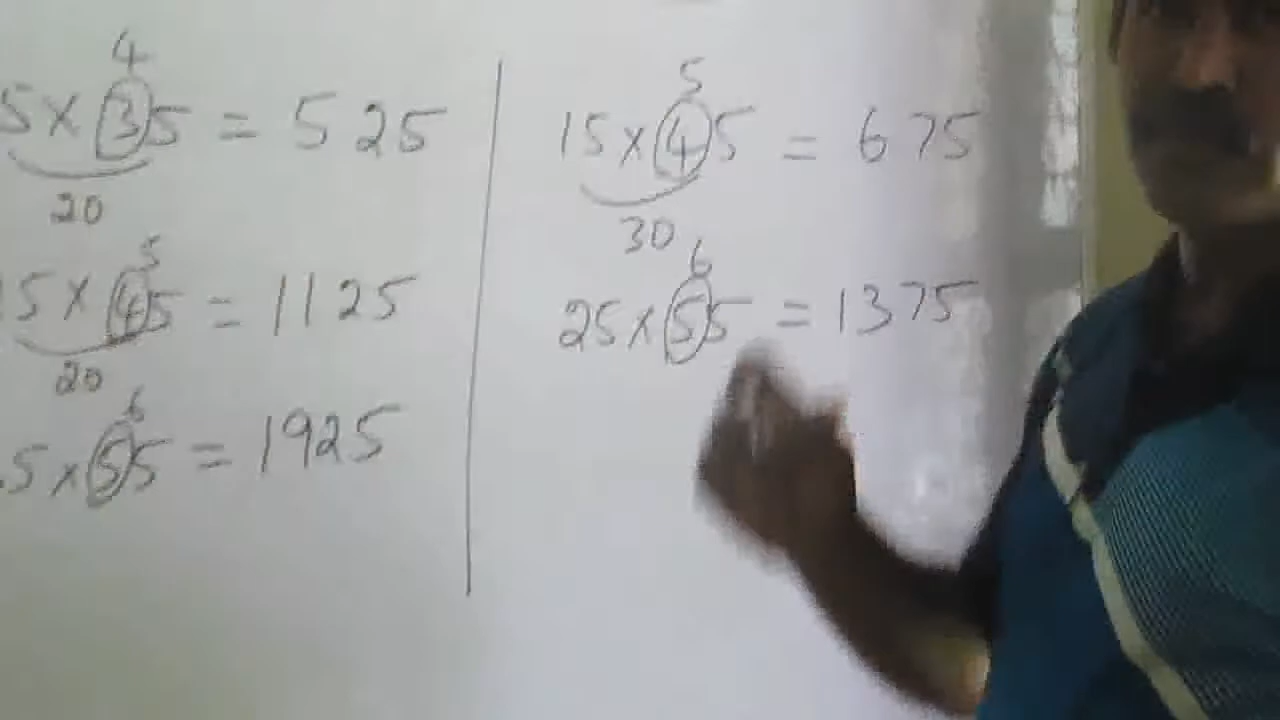 4
5 x 35 = 525
20
5
15 x 45 = 1125
20
6
5 x 55 = 1925
5
15 x 45 = 675
30
6
25 x 55 = 1375